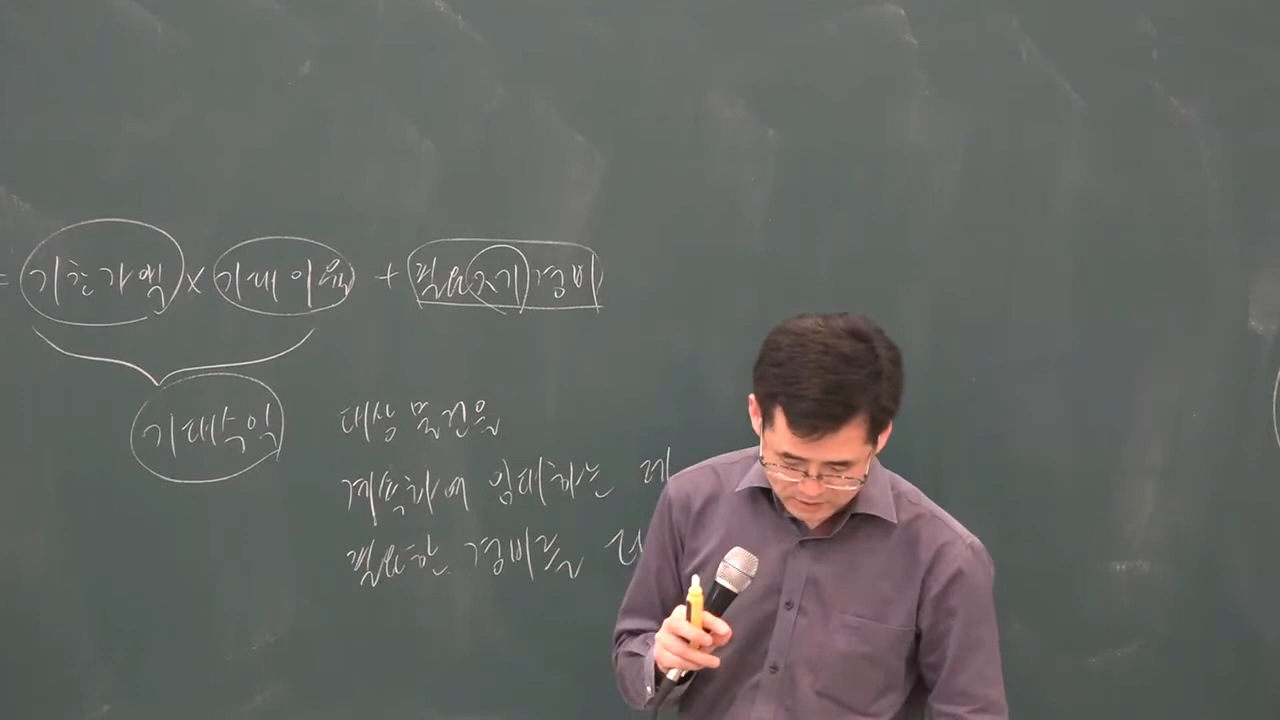 = 기초가액 × 기대이율 + 필요제경비
기대수익
대상 물건을
계속하여 임대하는 데
필요한 경비를